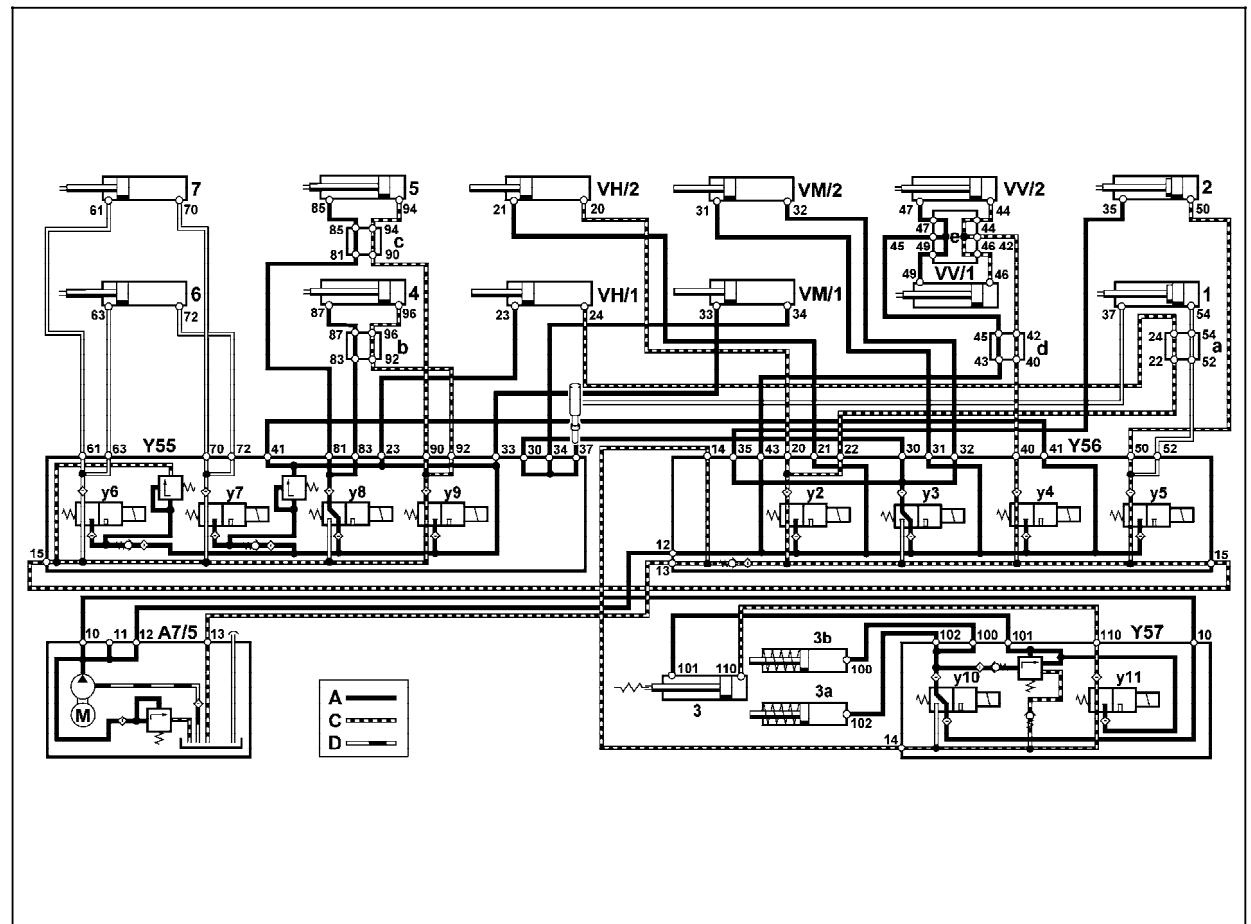 7 5 VH/2 VM/2 VV/2 2
61 70 85 94 21 20 31 32 47 44 35 50
85 94 47 44
c e
45 49 46 42
81 90
VV/1
49 46
6 4 VH/1 VM/1 1
63 72 87 96 23 24 33 34 37 54
87 96 45 42 24 54
b d a
83 92 43 40 22 52
61 63 Y55 70 72 41 81 83 23 90 92 33 30 34 37 14 35 43 20 21 22 30 31 32 40 41 Y56 50 52
y6 y7 y8 y9 y2 y3 y4 y5
15 12 15
13
10 11 12 A7/5 13 102 100 101 110 Y57 10
3b
101 110 100
y10 y11
3a
M A
3 102
C
14
D